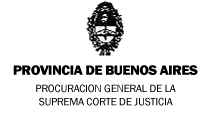 PROVINCIA DE BUENOS AIRES
PROCURACION GENERAL DE LA
SUPREMA CORTE DE JUSTICIA